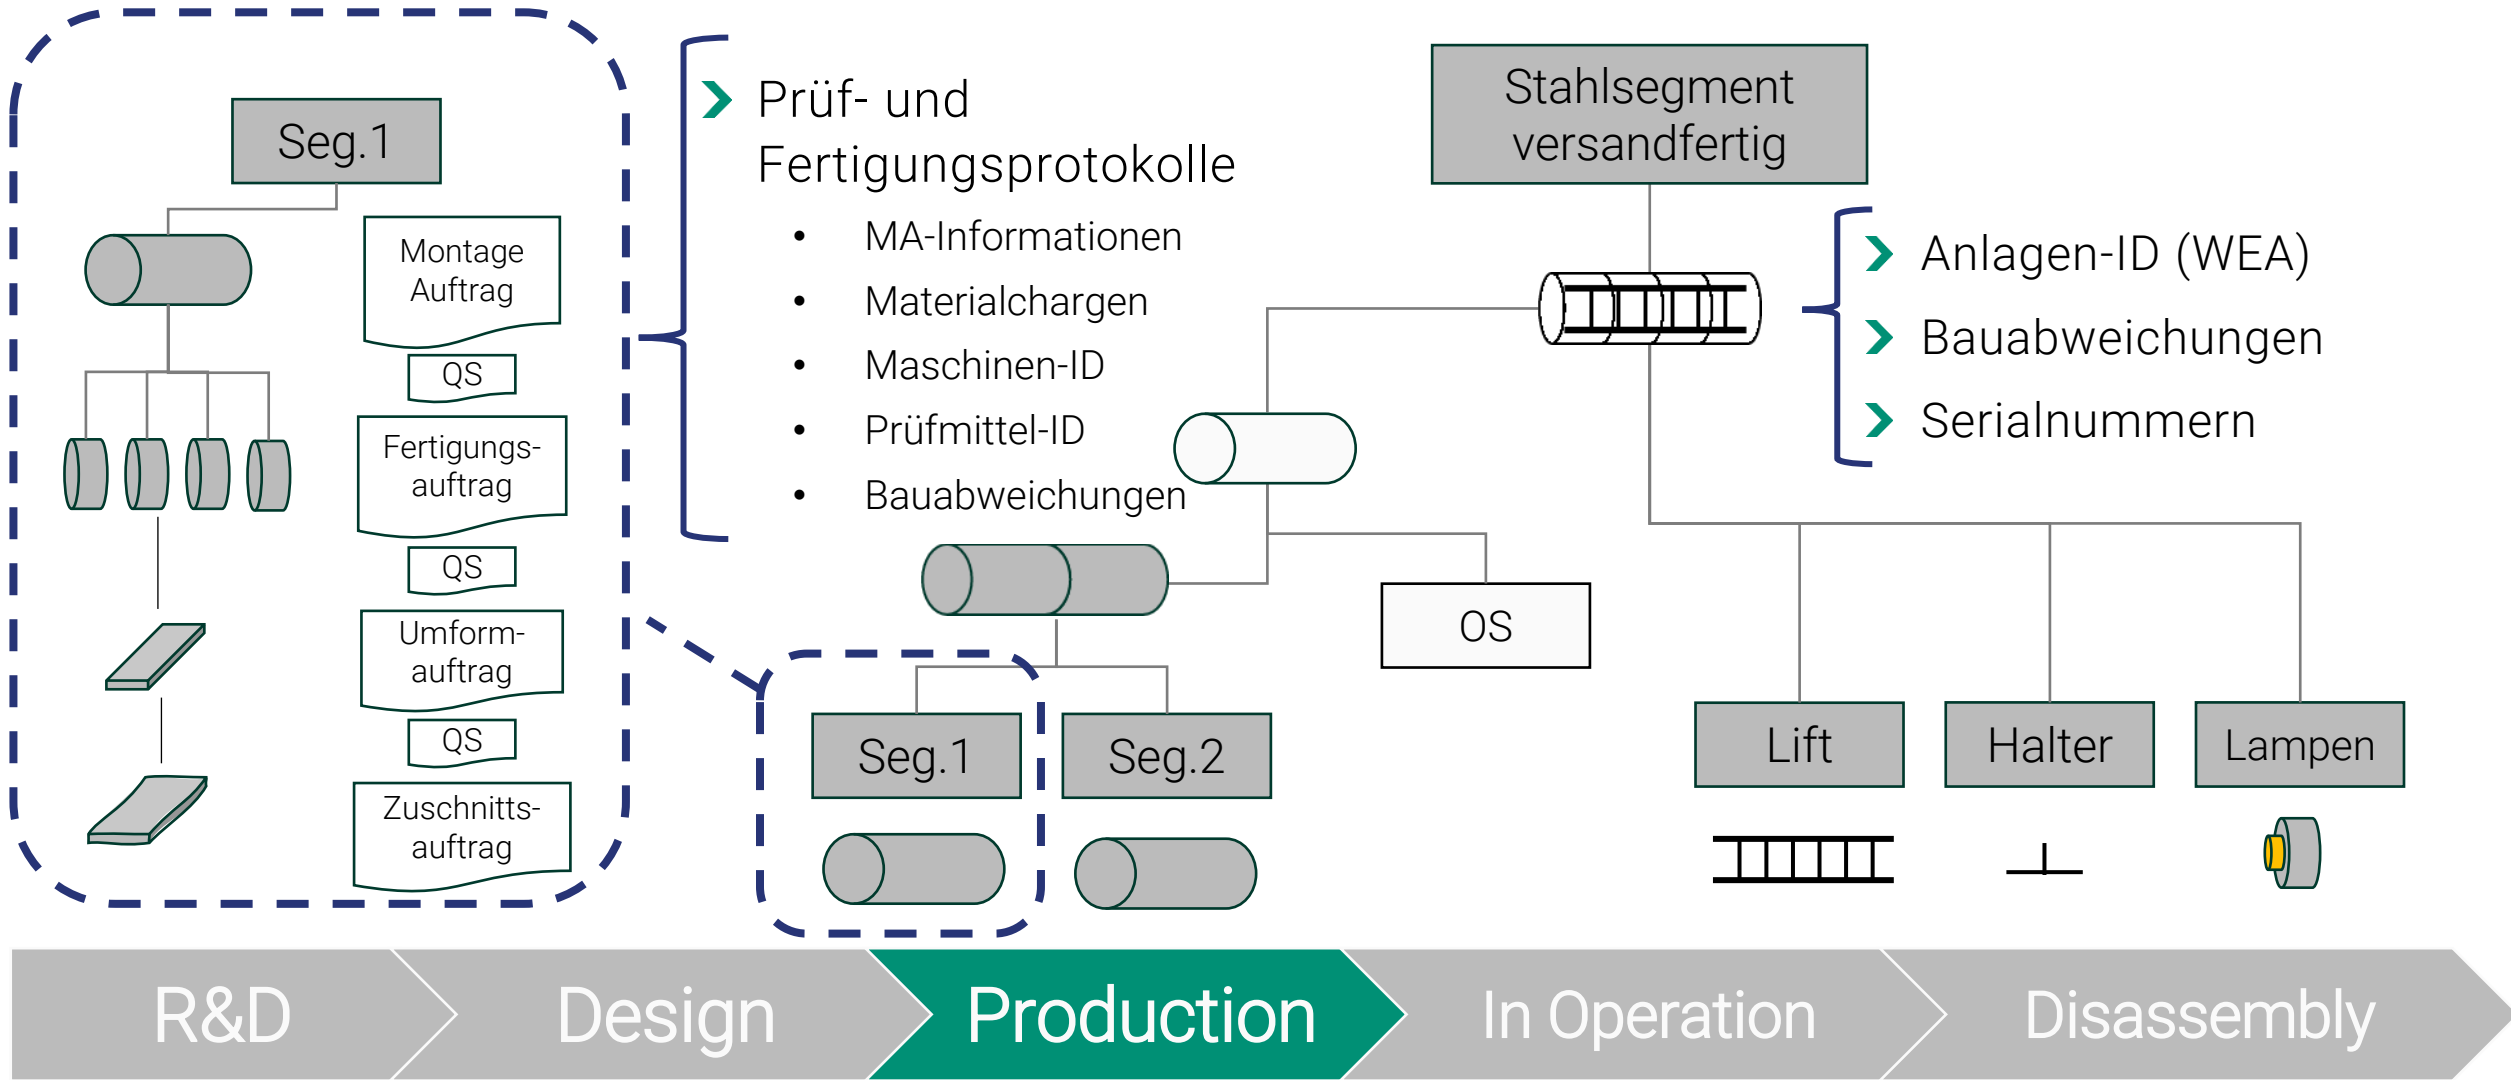 Seg.1
Montage
Auftrag
QS
Fertigungs-
auftrag
QS
Umform-
auftrag
QS
Zuschnitts-
auftrag
Prüf- und
Fertigungsprotokolle
• MA-Informationen
• Materialchargen
• Maschinen-ID
• Prüfmittel-ID
• Bauabweichungen
Stahlsegment
versandfertig
Anlagen-ID (WEA)
Bauabweichungen
Serialnummern
OS
Seg.1
Seg.2
Lift
Halter
Lampen
R&D
Design
Production
In Operation
Disassembly